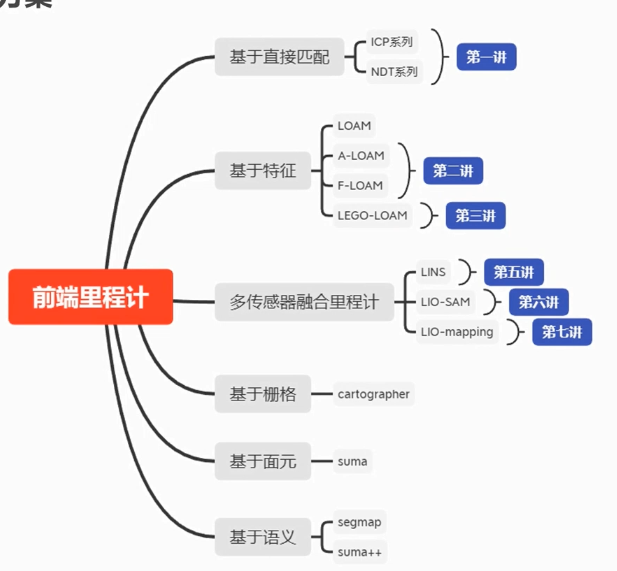 方案
前端里程计
基于直接匹配
ICP系列
NDT系列
第一讲
基于特征
LOAM
A-LOAM
F-LOAM
第二讲
LEGO-LOAM
第三讲
多传感器融合里程计
LINS
第五讲
LIO-SAM
第六讲
LIO-mapping
第七讲
基于栅格
cartographer
基于面元
suma
基于语义
segmap
suma++